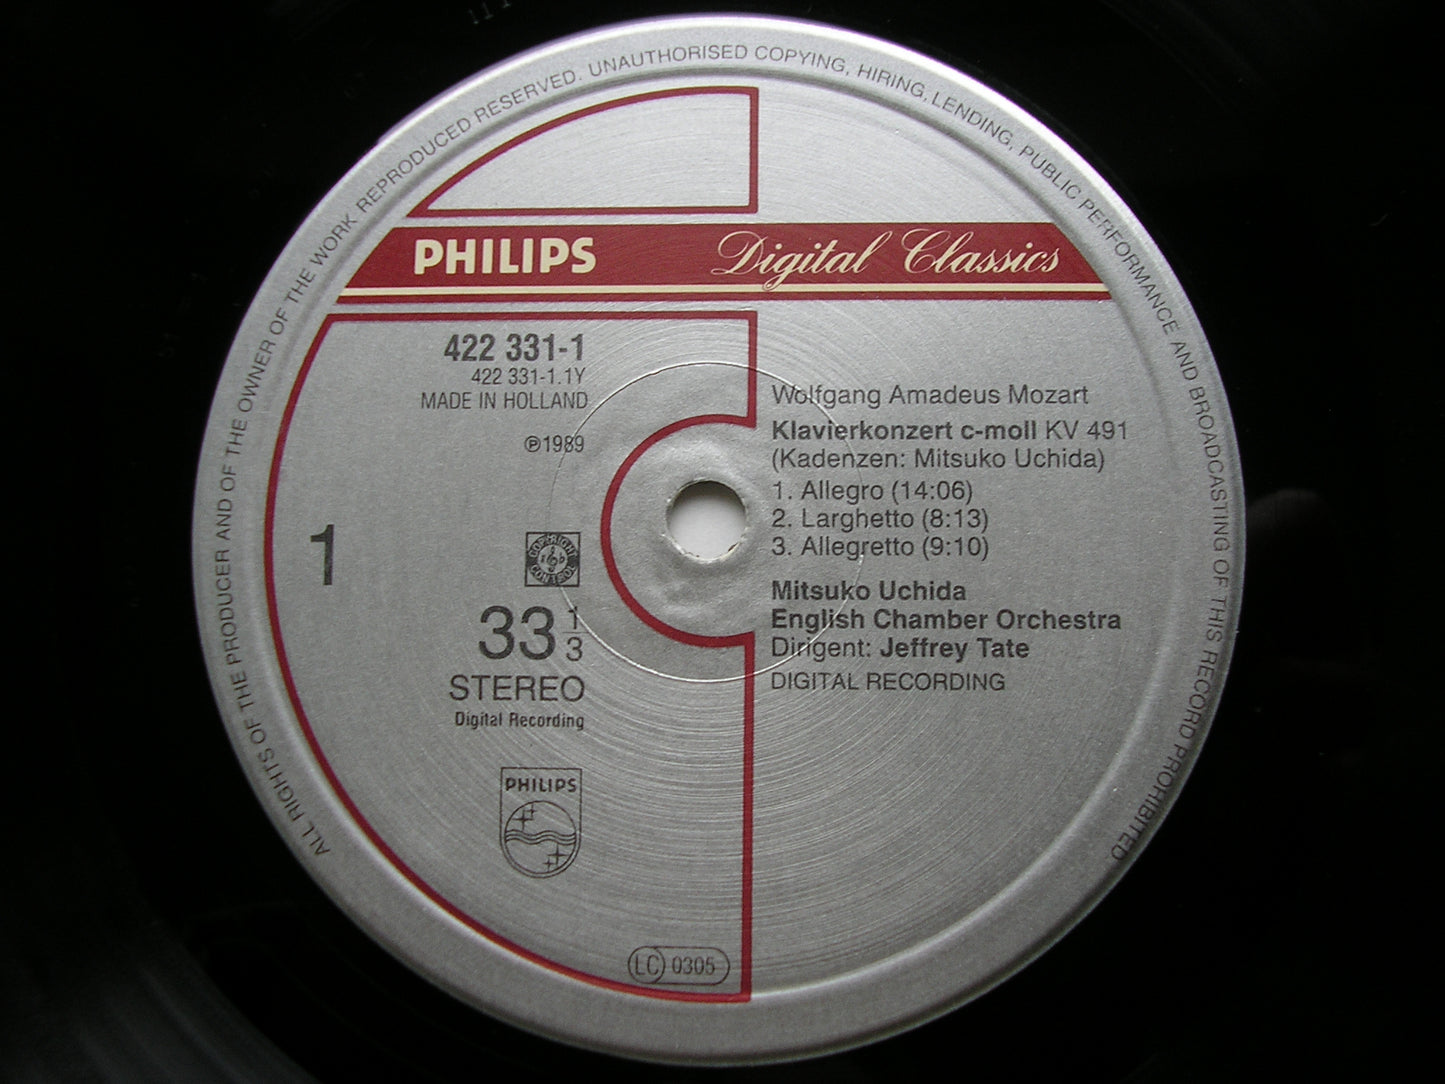 ALL RIGHTS OF THE PRODUCER AND OF THE OWNER OF THE WORK REPRODUCED RESERVED. UNAUTHORISED COPYING, HIRING, LENDING, PUBLIC PERFORMANCE AND BROADCASTING OF THIS RECORD PROHIBITED
PHILIPS Digital Classics
422 331-1
422 331-1.1Y
MADE IN HOLLAND
℗1989
1
COPYRIGHT CONTROL
33 1/3
STEREO
Digital Recording
PHILIPS
LC 0305
Wolfgang Amadeus Mozart
Klavierkonzert c-moll KV 491
(Kadenzen: Mitsuko Uchida)
1. Allegro (14:06)
2. Larghetto (8:13)
3. Allegretto (9:10)
Mitsuko Uchida
English Chamber Orchestra
Dirigent: Jeffrey Tate
DIGITAL RECORDING